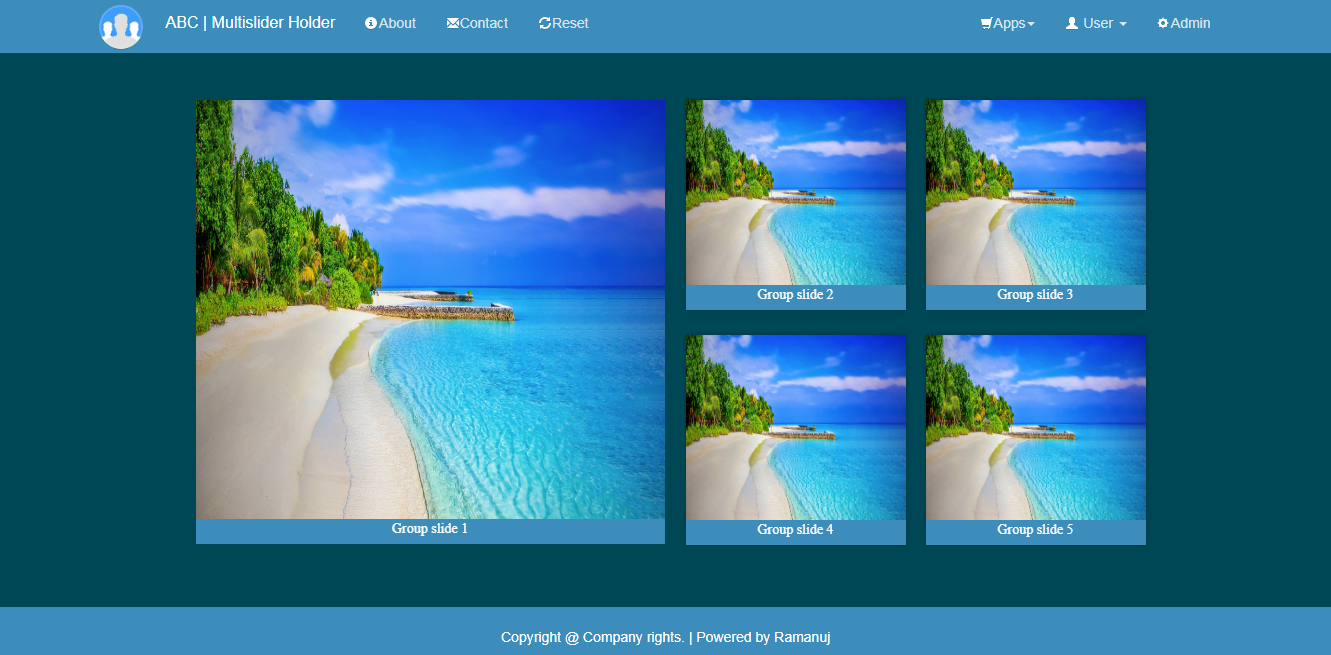 ABC | Multislider Holder About Contact Reset Apps User Admin
Group slide 1
Group slide 2
Group slide 3
Group slide 4
Group slide 5
Copyright @ Company rights. | Powered by Ramanuj